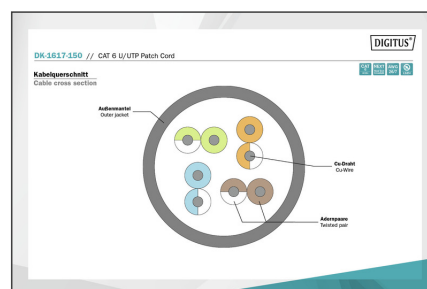 DIGITUS®
DK-1617-150 // CAT 6 U/UTP Patch Cord
Kabelquerschnitt
Cable cross section
Außenmantel
Outer jacket
Cu-Draht
Cu-Wire
Adernpaare
Twisted pair